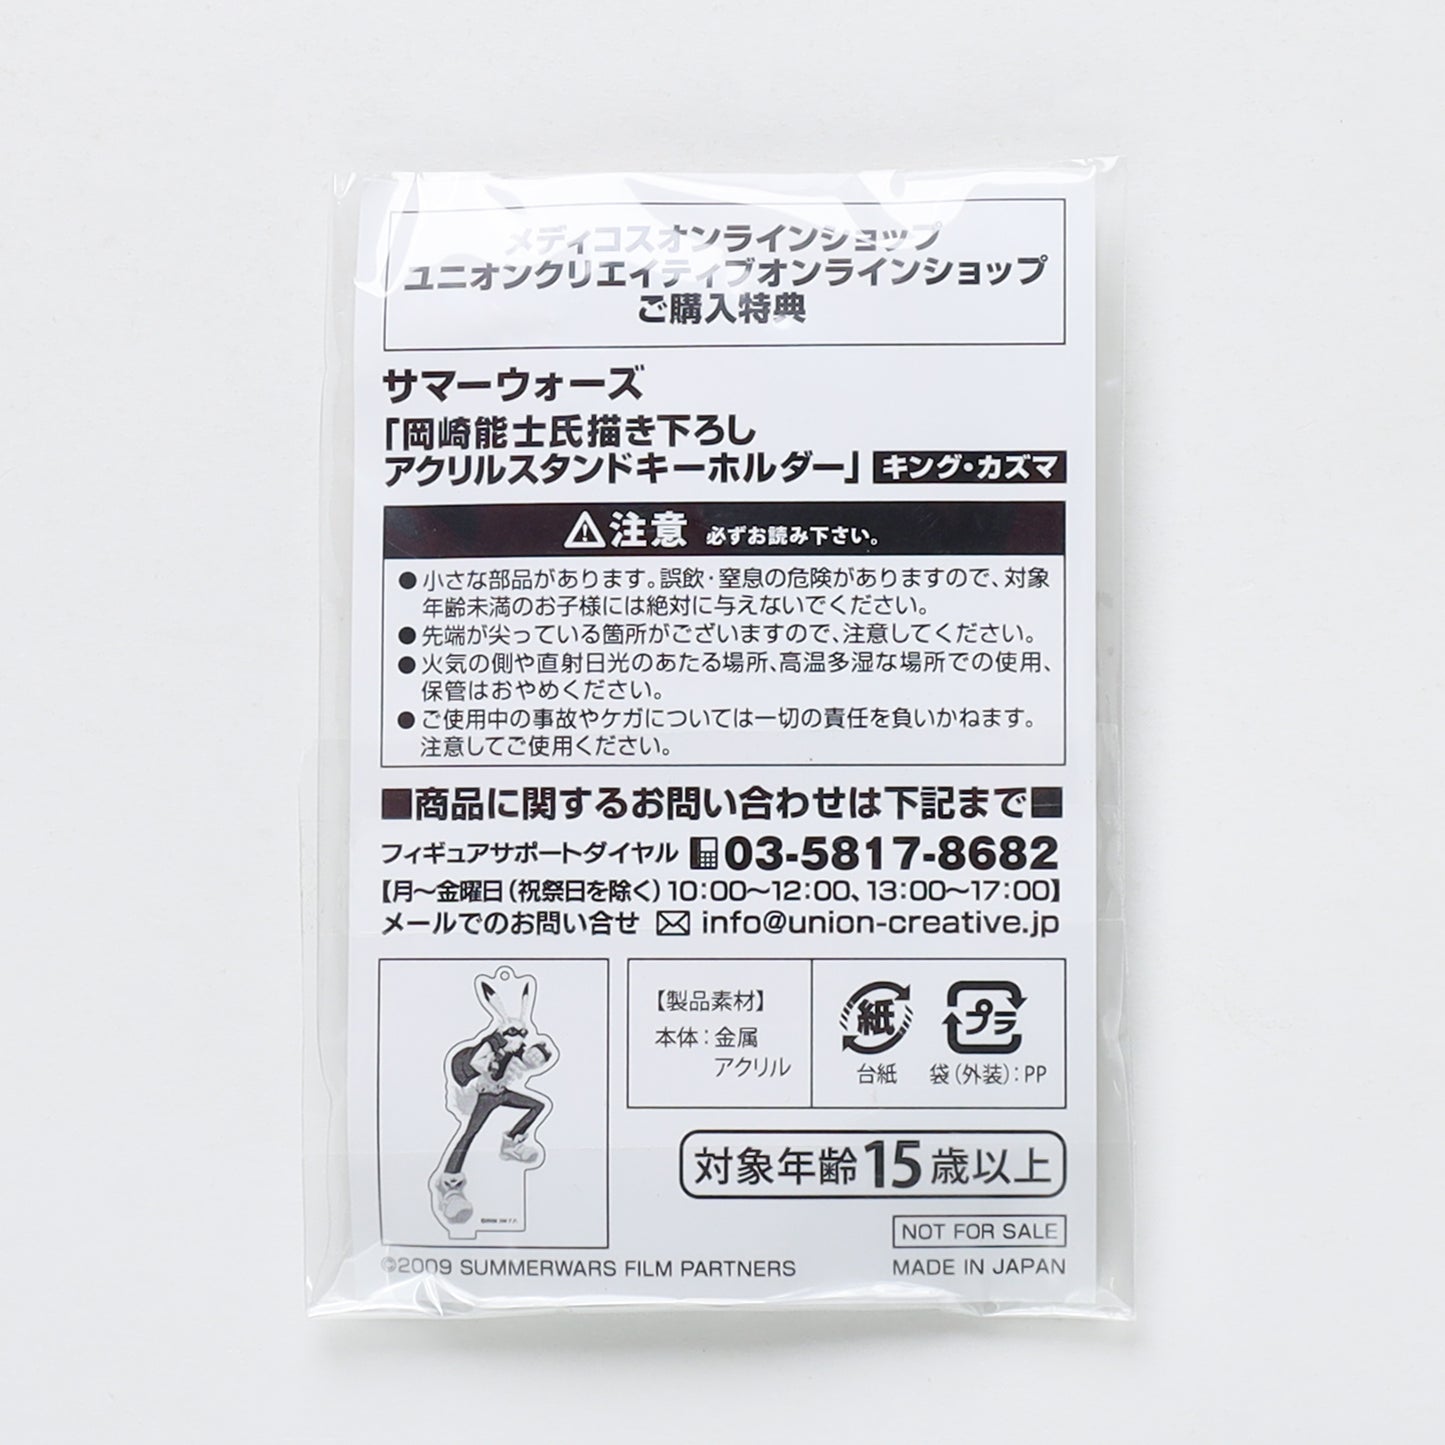 メディコスオンラインショップ
ユニオンクリエイティブオンラインショップ
ご購入特典
サマーウォーズ
「岡崎能士氏描き下ろし
アクリルスタンドキーホルダー」 キング・カズマ
注意 必ずお読み下さい。
●小さな部品があります。誤飲・窒息の危険がありますので、対象
年齢未満のお子様には絶対に与えないでください。
●先端が尖っている箇所がございますので、注意してください。
●火気の側や直射日光のあたる場所、高温多湿な場所での使用、
保管はおやめください。
●ご使用中の事故やケガについては一切の責任を負いかねます。
注意してご使用ください。
■商品に関するお問い合わせは下記まで■
フィギュアサポートダイヤル 03-5817-8682
【月〜金曜日(祝祭日を除く)10:00〜12:00、13:00〜17:00】
メールでのお問い合せ info@union-creative.jp
【製品素材】
本体:金属
アクリル
紙
台紙
プラ
袋(外装):PP
対象年齢15歳以上
NOT FOR SALE
©2009 SUMMERWARS FILM PARTNERS
MADE IN JAPAN